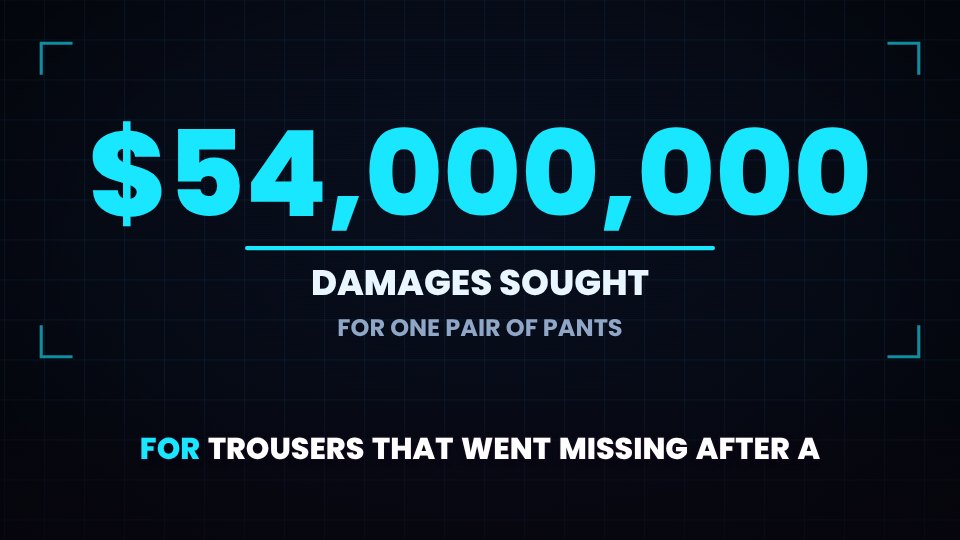 $54,000,000
DAMAGES SOUGHT
FOR ONE PAIR OF PANTS
FOR TROUSERS THAT WENT MISSING AFTER A